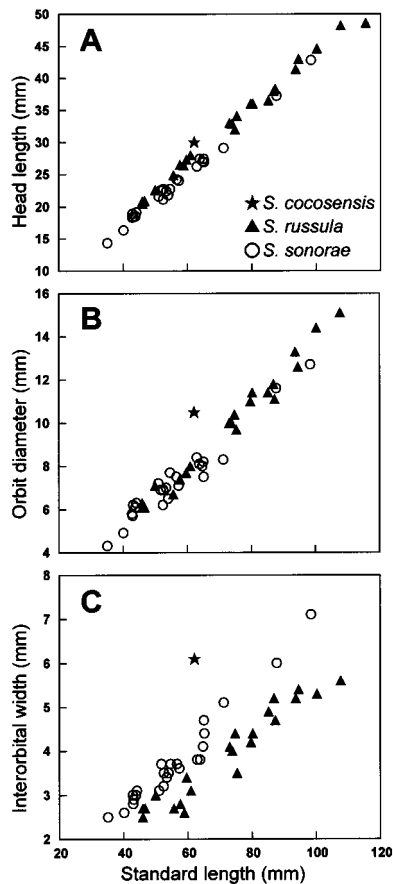 A
Head length (mm)
50
45
40
35
30
25
20
15
10
S. cocosensis
S. russula
S. sonorae
B
Orbit diameter (mm)
16
14
12
10
8
6
4
C
Interorbital width (mm)
8
7
6
5
4
3
2
20 40 60 80 100 120
Standard length (mm)